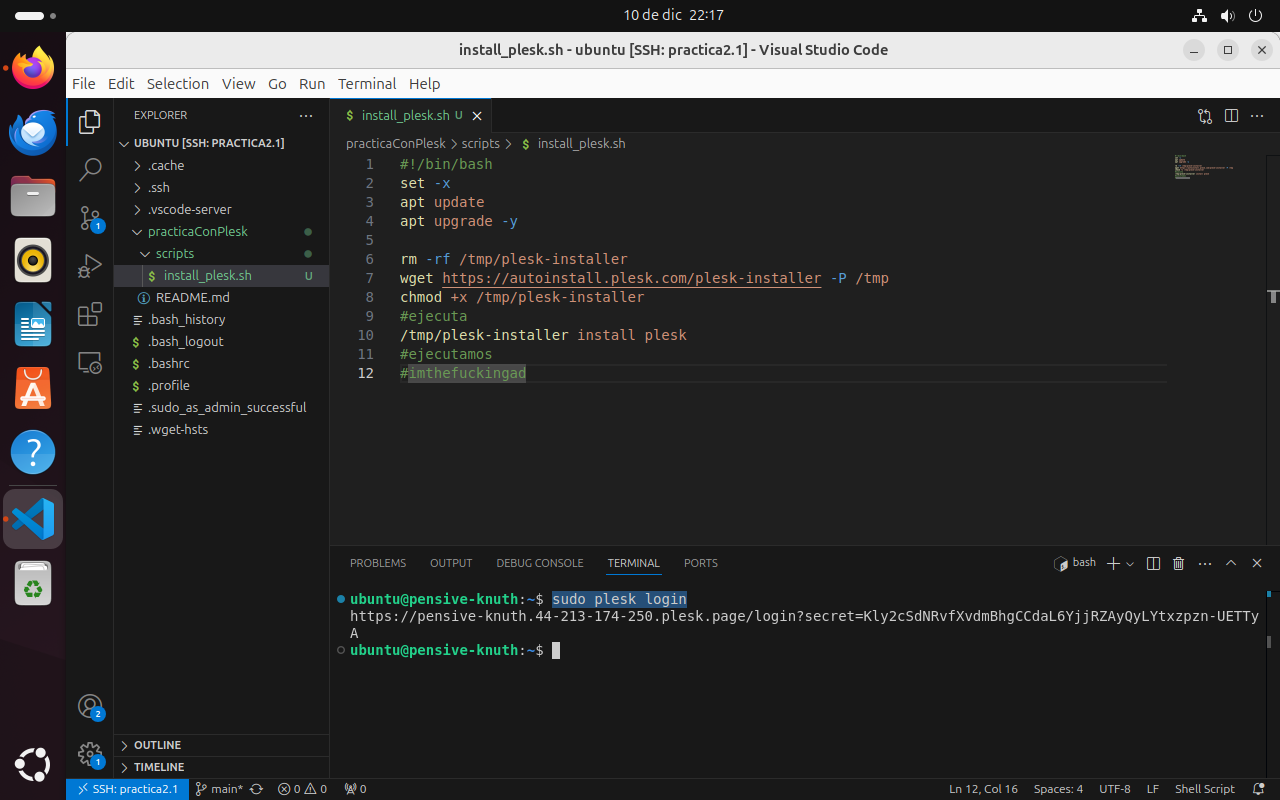 10 de dic 22:17
install_plesk.sh - ubuntu [SSH: practica2.1] - Visual Studio Code
File Edit Selection View Go Run Terminal Help
EXPLORER
UBUNTU [SSH: PRACTICA2.1]
.cache
.ssh
.vscode-server
practicaConPlesk
scripts
$ install_plesk.sh U
README.md
.bash_history
$ .bash_logout
$ .bashrc
$ .profile
.sudo_as_admin_successful
.wget-hsts
OUTLINE
TIMELINE
1
2
1
$ install_plesk.sh U
practicaConPlesk > scripts > $ install_plesk.sh
1 #!/bin/bash
2 set -x
3 apt update
4 apt upgrade -y
5
6 rm -rf /tmp/plesk-installer
7 wget https://autoinstall.plesk.com/plesk-installer -P /tmp
8 chmod +x /tmp/plesk-installer
9 #ejecuta
10 /tmp/plesk-installer install plesk
11 #ejecutamos
12 #imthefuckingad
PROBLEMS OUTPUT DEBUG CONSOLE TERMINAL PORTS
bash
ubuntu@pensive-knuth:~$ sudo plesk login
https://pensive-knuth.44-213-174-250.plesk.page/login?secret=Kly2cSdNRvfXvdmBhgCCdaL6YjjRZAyQyLYtxzpzn-UETTy
A
ubuntu@pensive-knuth:~$
SSH: practica2.1 main* 0 0 0 Ln 12, Col 16 Spaces: 4 UTF-8 LF Shell Script